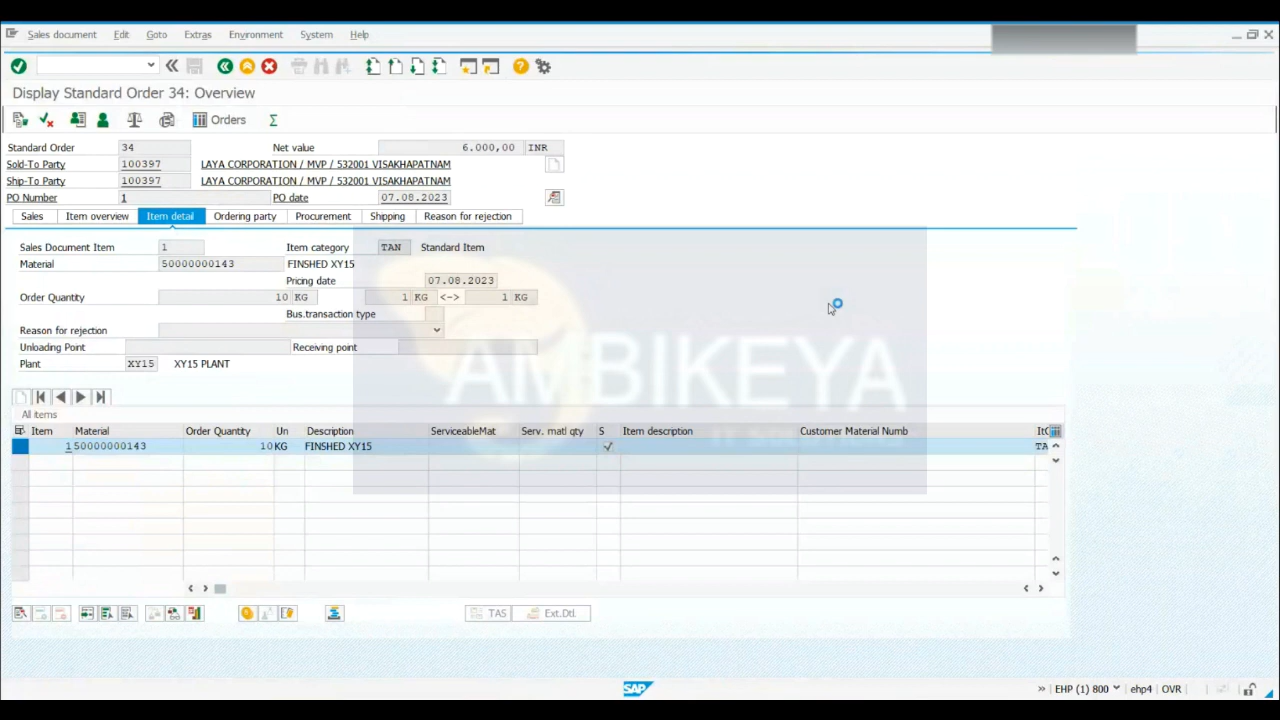 Sales document Edit Goto Extras Environment System Help
Display Standard Order 34: Overview
Orders
Standard Order 34 Net value 6.000,00 INR
Sold-To Party 100397 LAYA CORPORATION / MVP / 532001 VISAKHAPATNAM
Ship-To Party 100397 LAYA CORPORATION / MVP / 532001 VISAKHAPATNAM
PO Number 1 PO date 07.08.2023
Sales Item overview Item detail Ordering party Procurement Shipping Reason for rejection
Sales Document Item 1 Item category TAN Standard Item
Material 50000000143 FINSHED XY15
Pricing date 07.08.2023
Order Quantity 10 KG 1 KG <-> 1 KG
Bus.transaction type
Reason for rejection
Unloading Point Receiving point
Plant XY15 XY15 PLANT
AMBIKEYA
All items
Item Material Order Quantity Un Description ServiceableMat Serv. matl qty S Item description Customer Material Numb ItC
1 50000000143 10 KG FINSHED XY15 TA
TAS Ext.Dtl.
SAP EHP (1) 800 ehp4 OVR